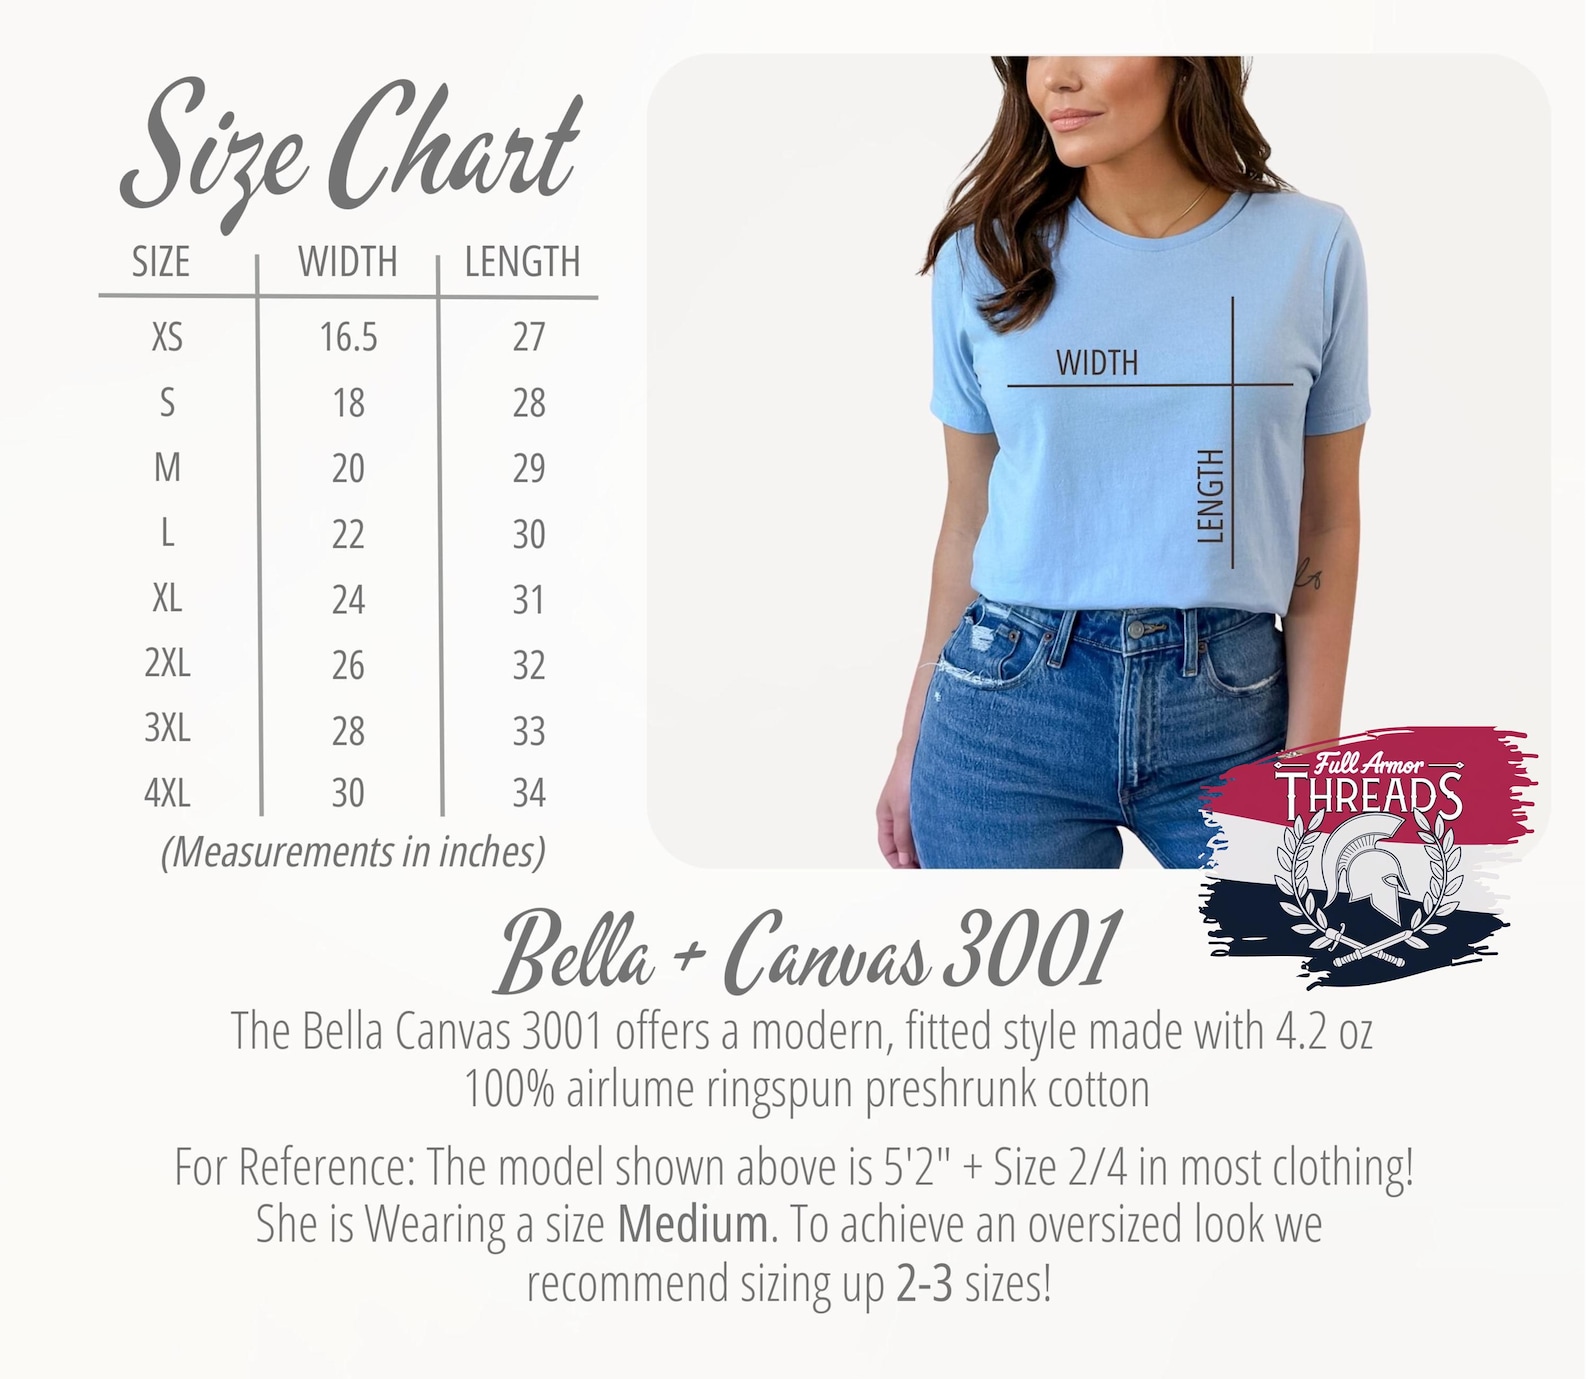 Size Chart
SIZE WIDTH LENGTH
XS 16.5 27
S 18 28
M 20 29
L 22 30
XL 24 31
2XL 26 32
3XL 28 33
4XL 30 34
(Measurements in inches)
WIDTH
LENGTH
Full Armor
THREADS
Bella + Canvas 3001
The Bella Canvas 3001 offers a modern, fitted style made with 4.2 oz
100% airlume ringspun preshrunk cotton
For Reference: The model shown above is 5'2" + Size 2/4 in most clothing!
She is Wearing a size Medium. To achieve an oversized look we
recommend sizing up 2-3 sizes!